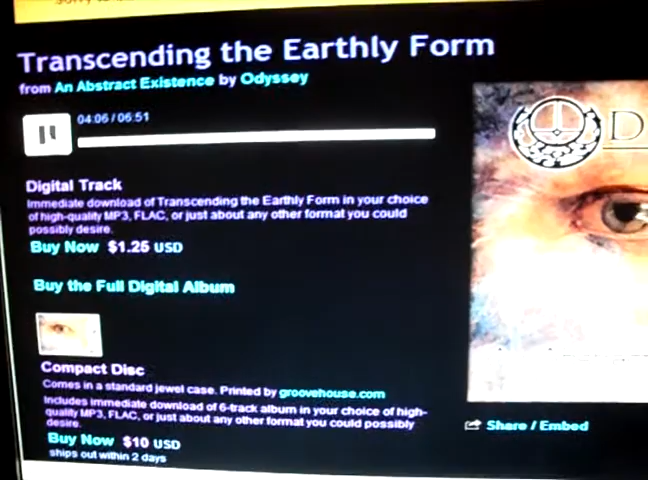 Transcending the Earthly Form
from An Abstract Existence by Odyssey
04:06 / 06:51
Digital Track
Immediate download of Transcending the Earthly Form in your choice
of high-quality MP3, FLAC, or just about any other format you could
possibly desire.
Buy Now $1.25 USD
Buy the Full Digital Album
Compact Disc
Comes in a standard jewel case. Printed by groovehouse.com
Includes immediate download of 6-track album in your choice of high-
quality MP3, FLAC, or just about any other format you could possibly
desire.
Buy Now $10 USD
ships out within 2 days
D
Share / Embed